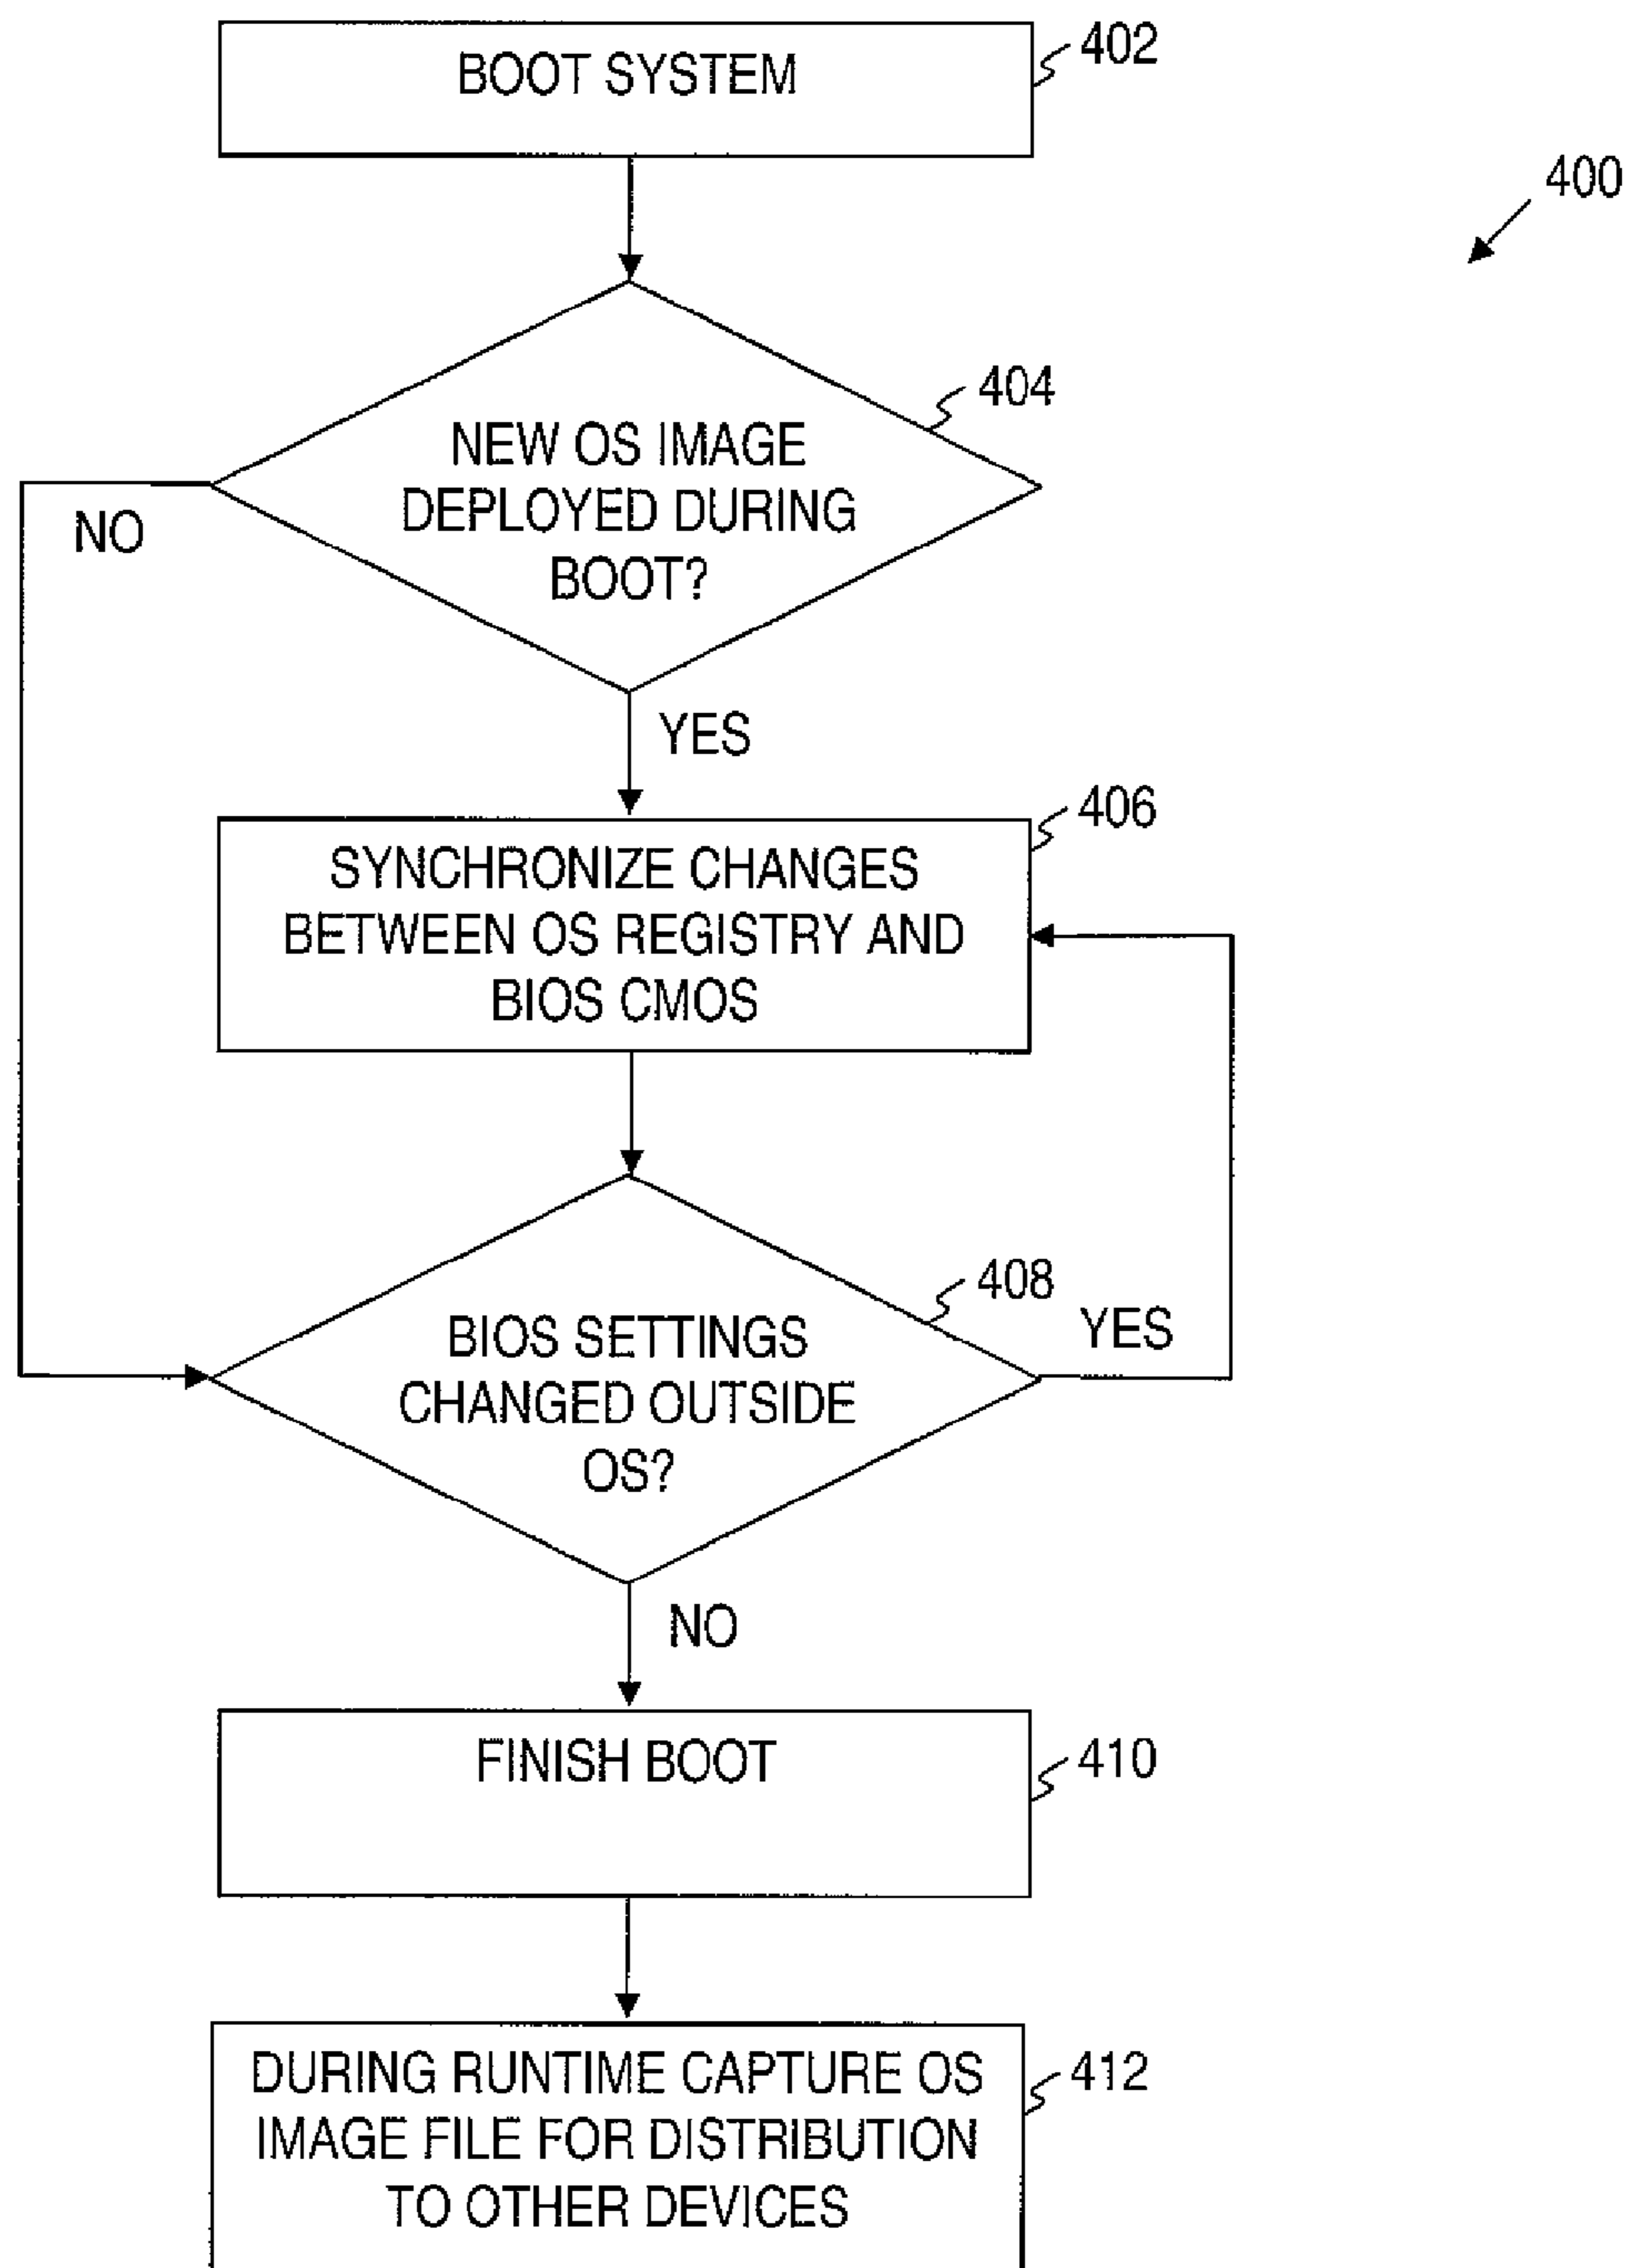 BOOT SYSTEM
402
400
404
NEW OS IMAGE
DEPLOYED DURING
BOOT?
NO
YES
406
SYNCHRONIZE CHANGES
BETWEEN OS REGISTRY AND
BIOS CMOS
408
BIOS SETTINGS
CHANGED OUTSIDE
OS?
YES
NO
FINISH BOOT
410
DURING RUNTIME CAPTURE OS
IMAGE FILE FOR DISTRIBUTION
TO OTHER DEVICES
412